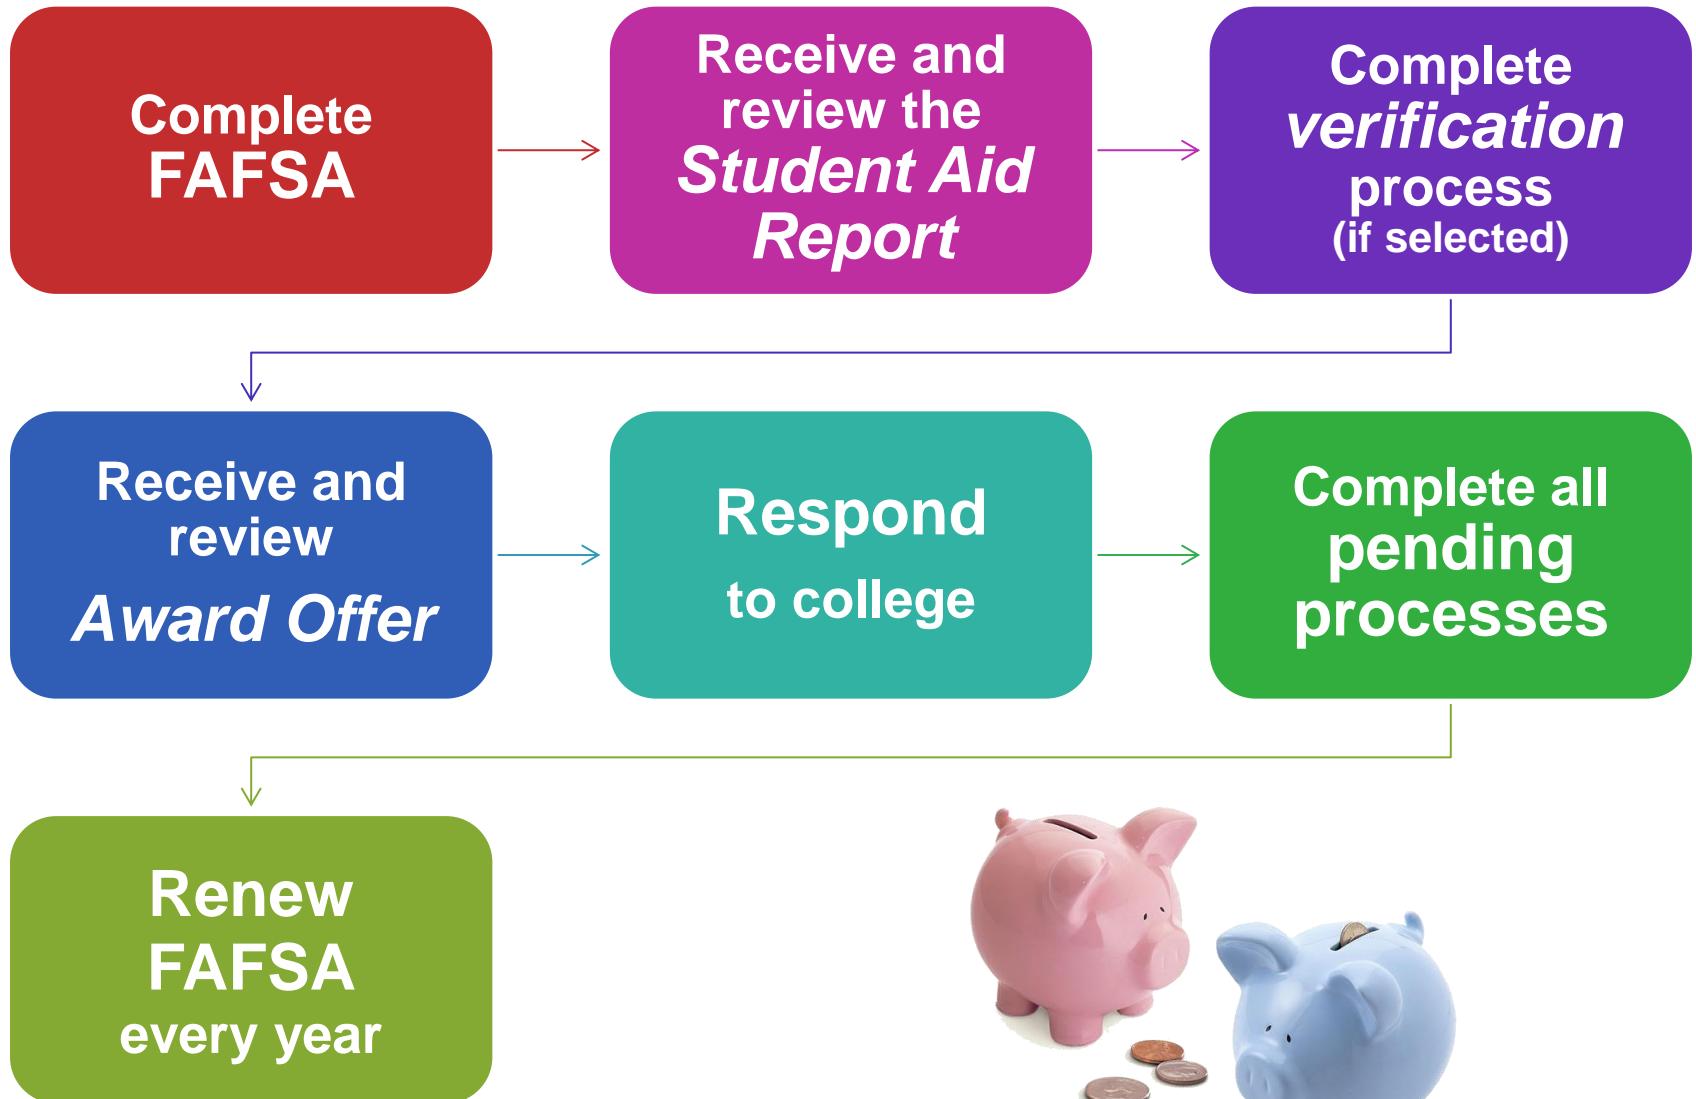 Complete
FAFSA
Receive and
review the
Student Aid
Report
Complete
verification
process
(if selected)
Receive and
review
Award Offer
Respond
to college
Complete all
pending
processes
Renew
FAFSA
every year